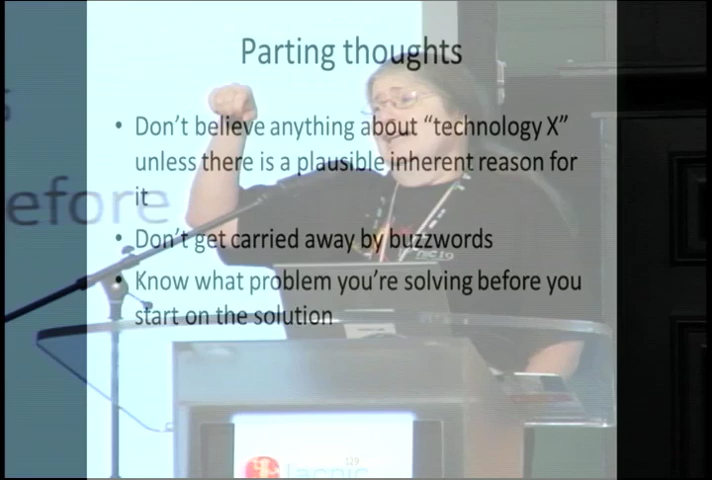 Parting thoughts
• Don't believe anything about "technology X"
unless there is a plausible inherent reason for
it
• Don't get carried away by buzzwords
• Know what problem you're solving before you
start on the solution
efore
129
lacnic